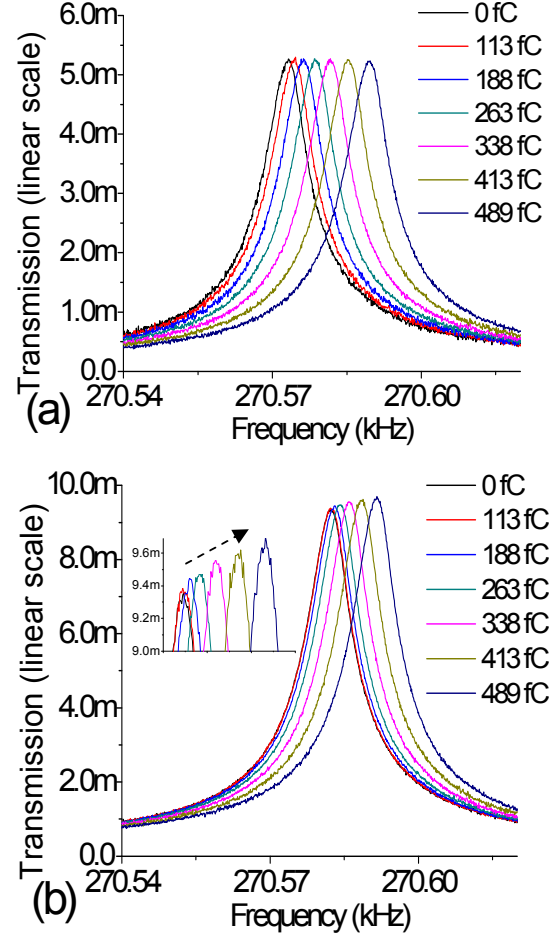 6.0m
5.0m
4.0m
3.0m
2.0m
1.0m
0.0
Transmission (linear scale)
270.54 270.57 270.60
Frequency (kHz)
(a)
0 fC
113 fC
188 fC
263 fC
338 fC
413 fC
489 fC
10.0m
8.0m
6.0m
4.0m
2.0m
0.0
Transmission (linear scale)
9.6m
9.4m
9.2m
9.0m
270.54 270.57 270.60
Frequency (kHz)
(b)
0 fC
113 fC
188 fC
263 fC
338 fC
413 fC
489 fC